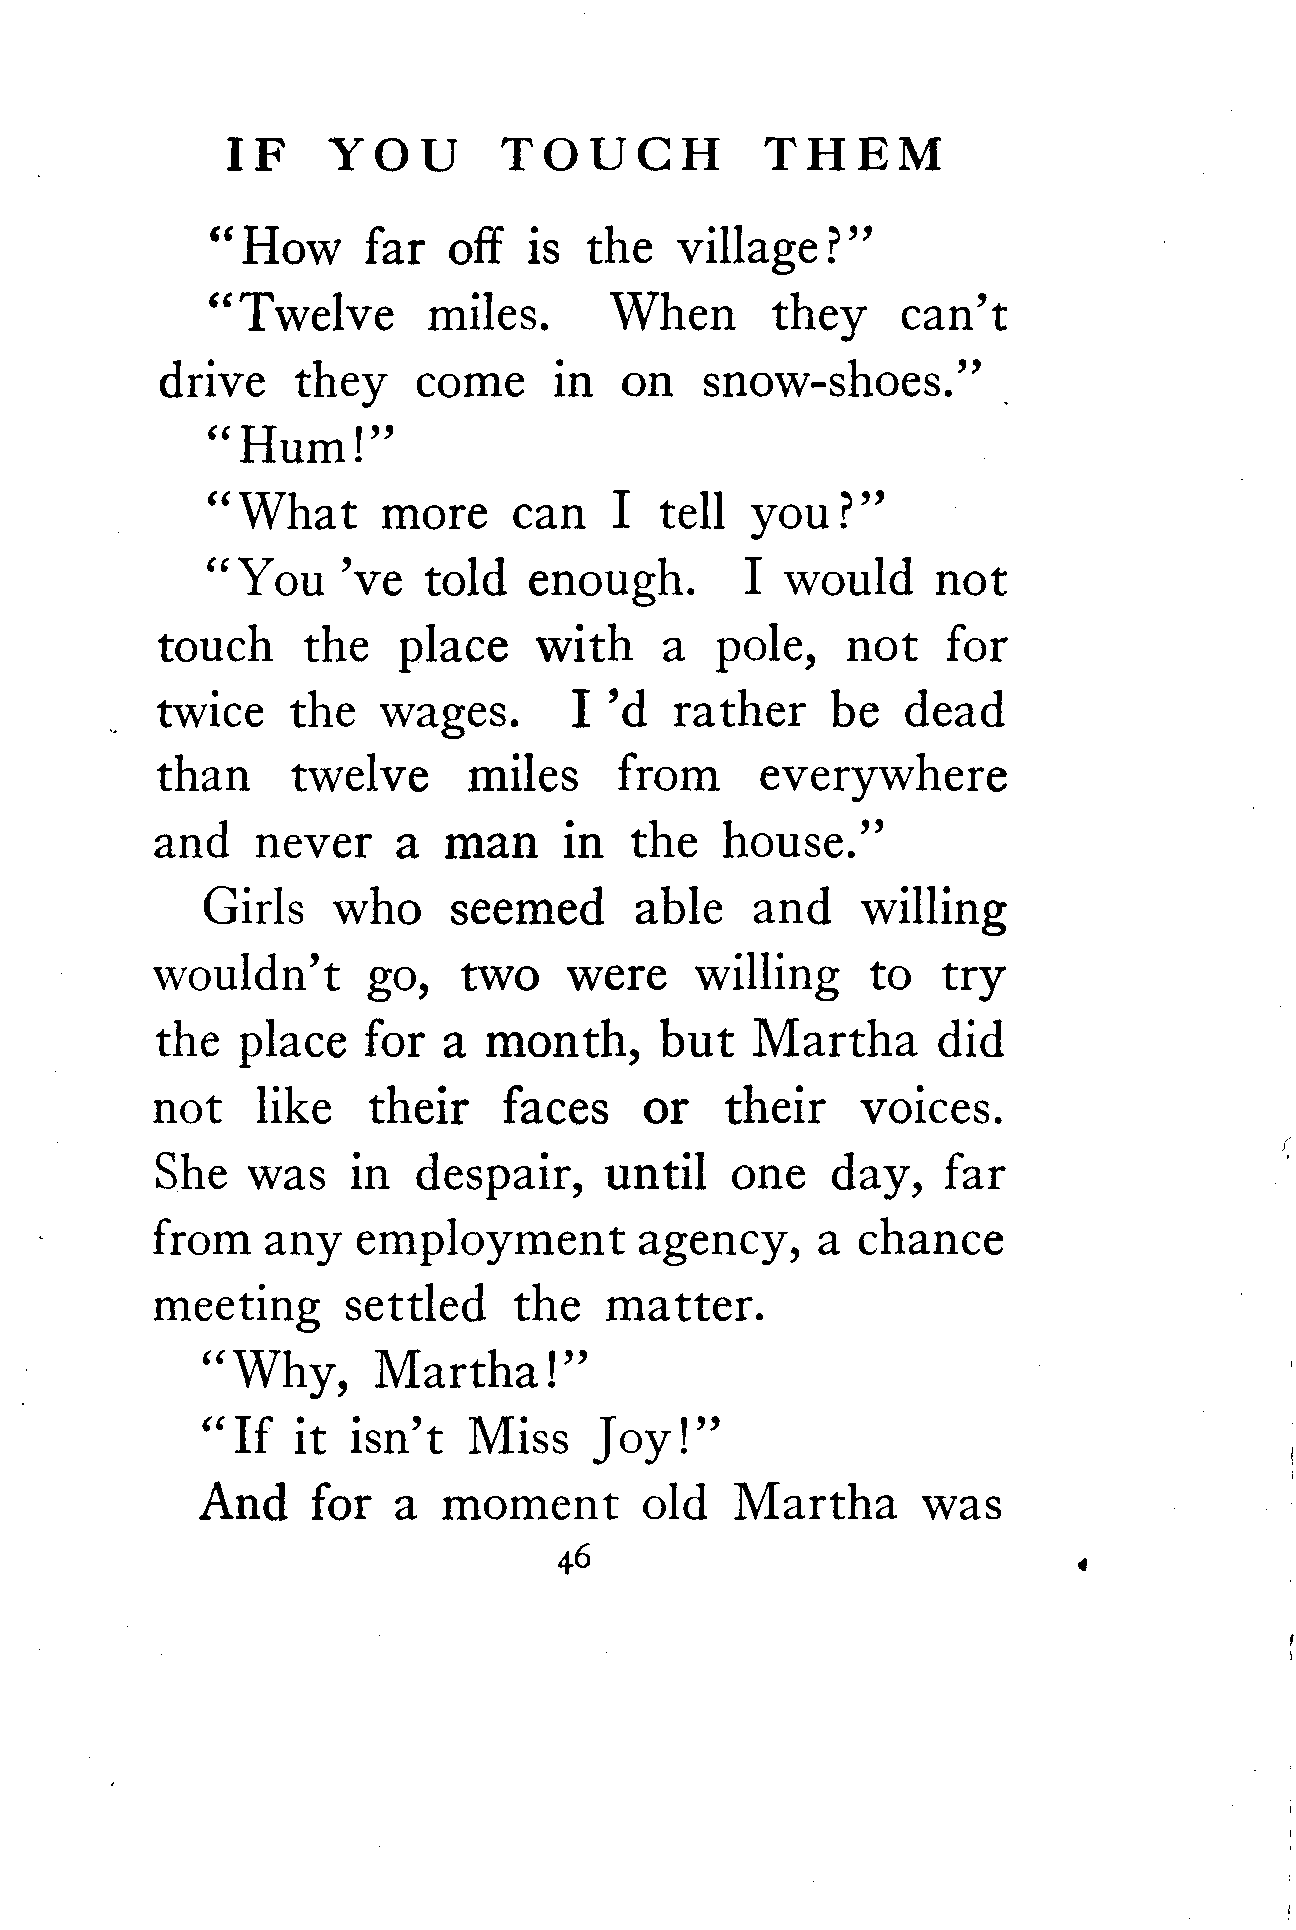 IF YOU TOUCH THEM
“How far off is the village?”
“Twelve miles. When they can’t
drive they come in on snow-shoes.”
“Hum!”
“What more can I tell you?”
“You ’ve told enough. I would not
touch the place with a pole, not for
twice the wages. I ’d rather be dead
than twelve miles from everywhere
and never a man in the house.”
Girls who seemed able and willing
wouldn’t go, two were willing to try
the place for a month, but Martha did
not like their faces or their voices.
She was in despair, until one day, far
from any employment agency, a chance
meeting settled the matter.
“Why, Martha!”
“If it isn’t Miss Joy!”
And for a moment old Martha was
46